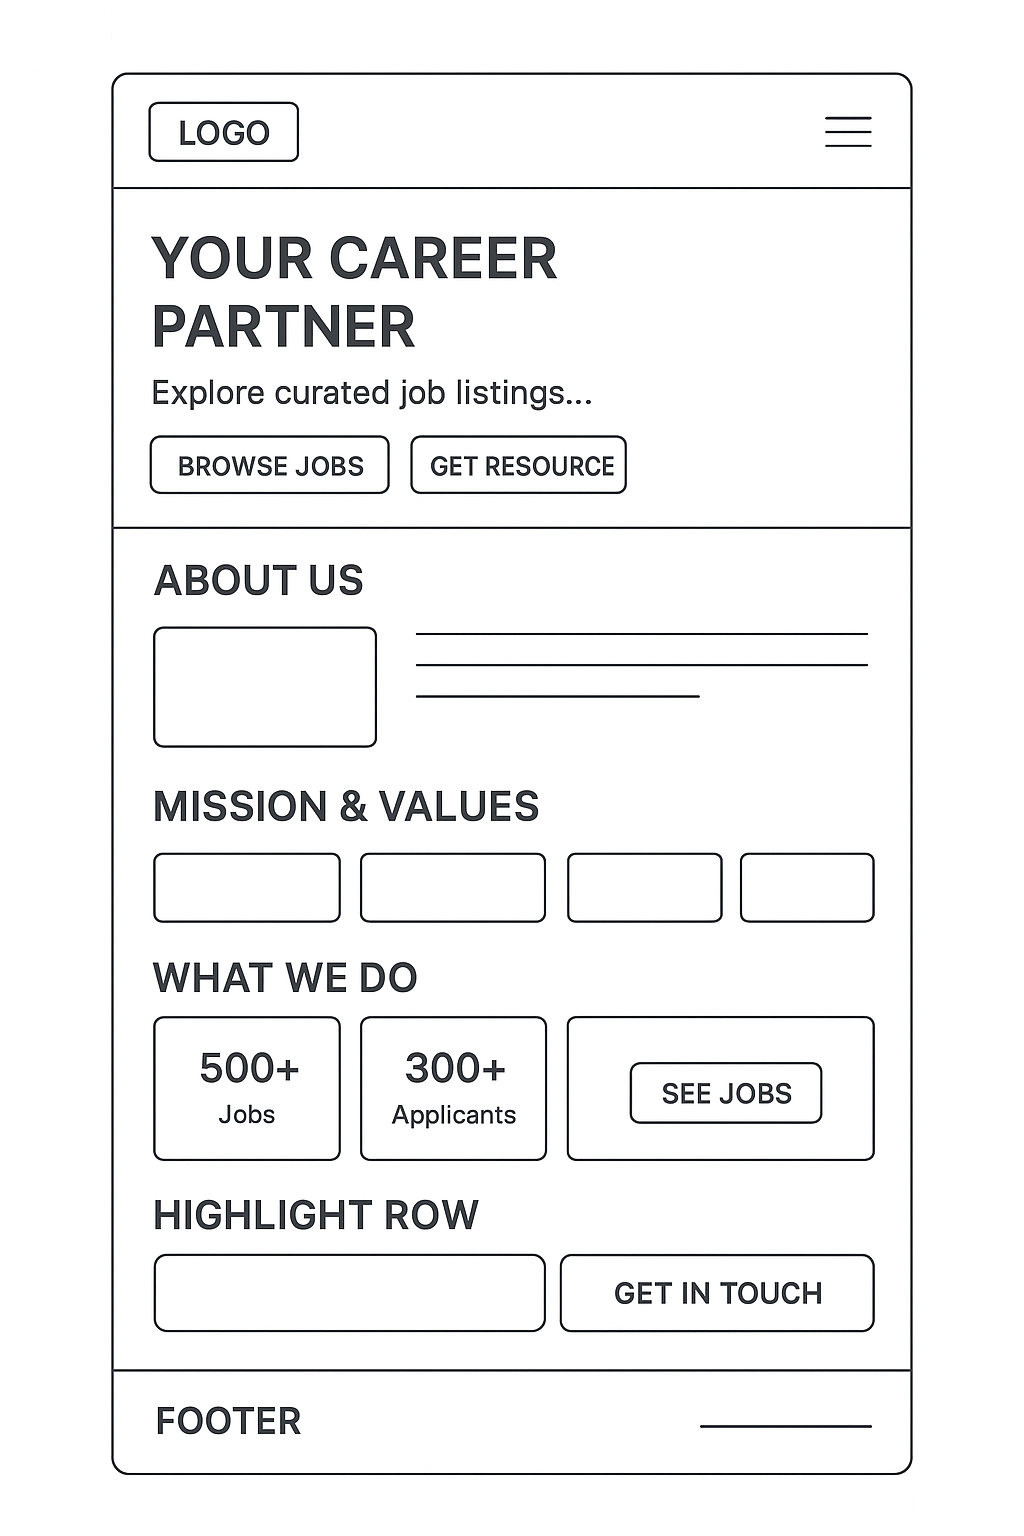 LOGO
YOUR CAREER
PARTNER
Explore curated job listings...
BROWSE JOBS
GET RESOURCE
ABOUT US
MISSION & VALUES
WHAT WE DO
500+
Jobs
300+
Applicants
SEE JOBS
HIGHLIGHT ROW
GET IN TOUCH
FOOTER